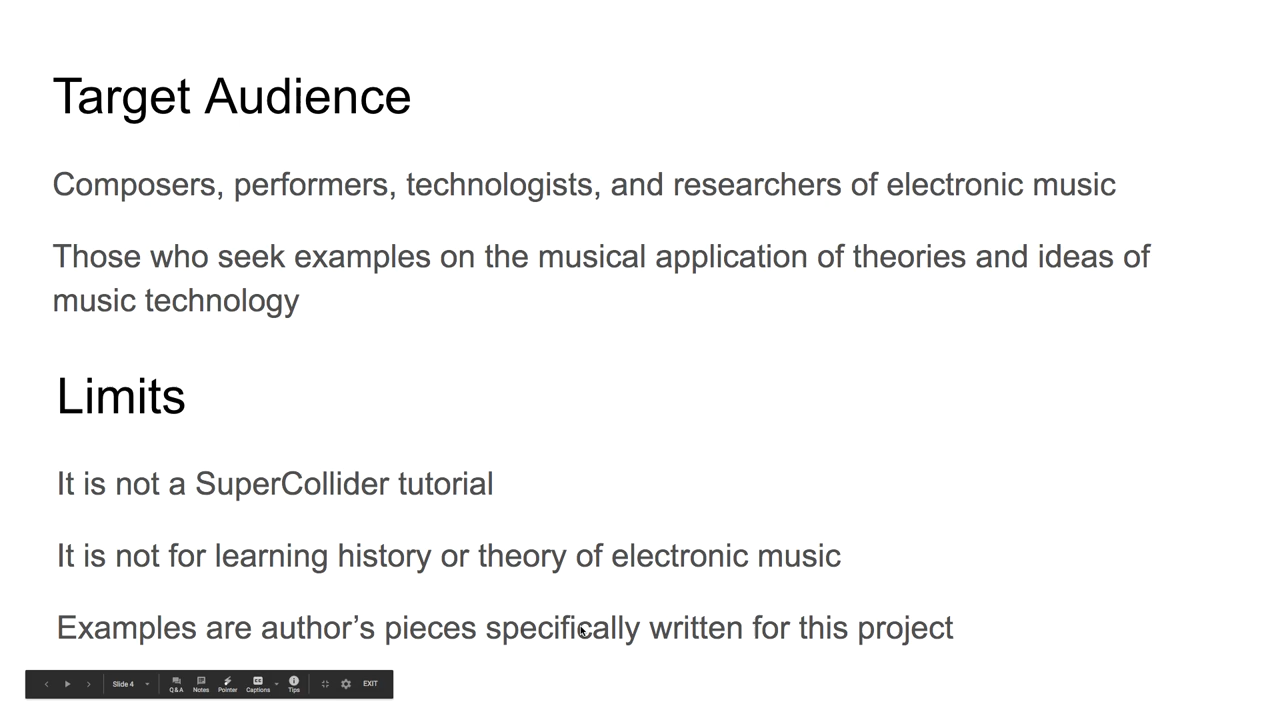 Target Audience
Composers, performers, technologists, and researchers of electronic music
Those who seek examples on the musical application of theories and ideas of
music technology
Limits
It is not a SuperCollider tutorial
It is not for learning history or theory of electronic music
Examples are author’s pieces specifically written for this project
Slide 4 Q&A Notes Pointer Captions Tips EXIT